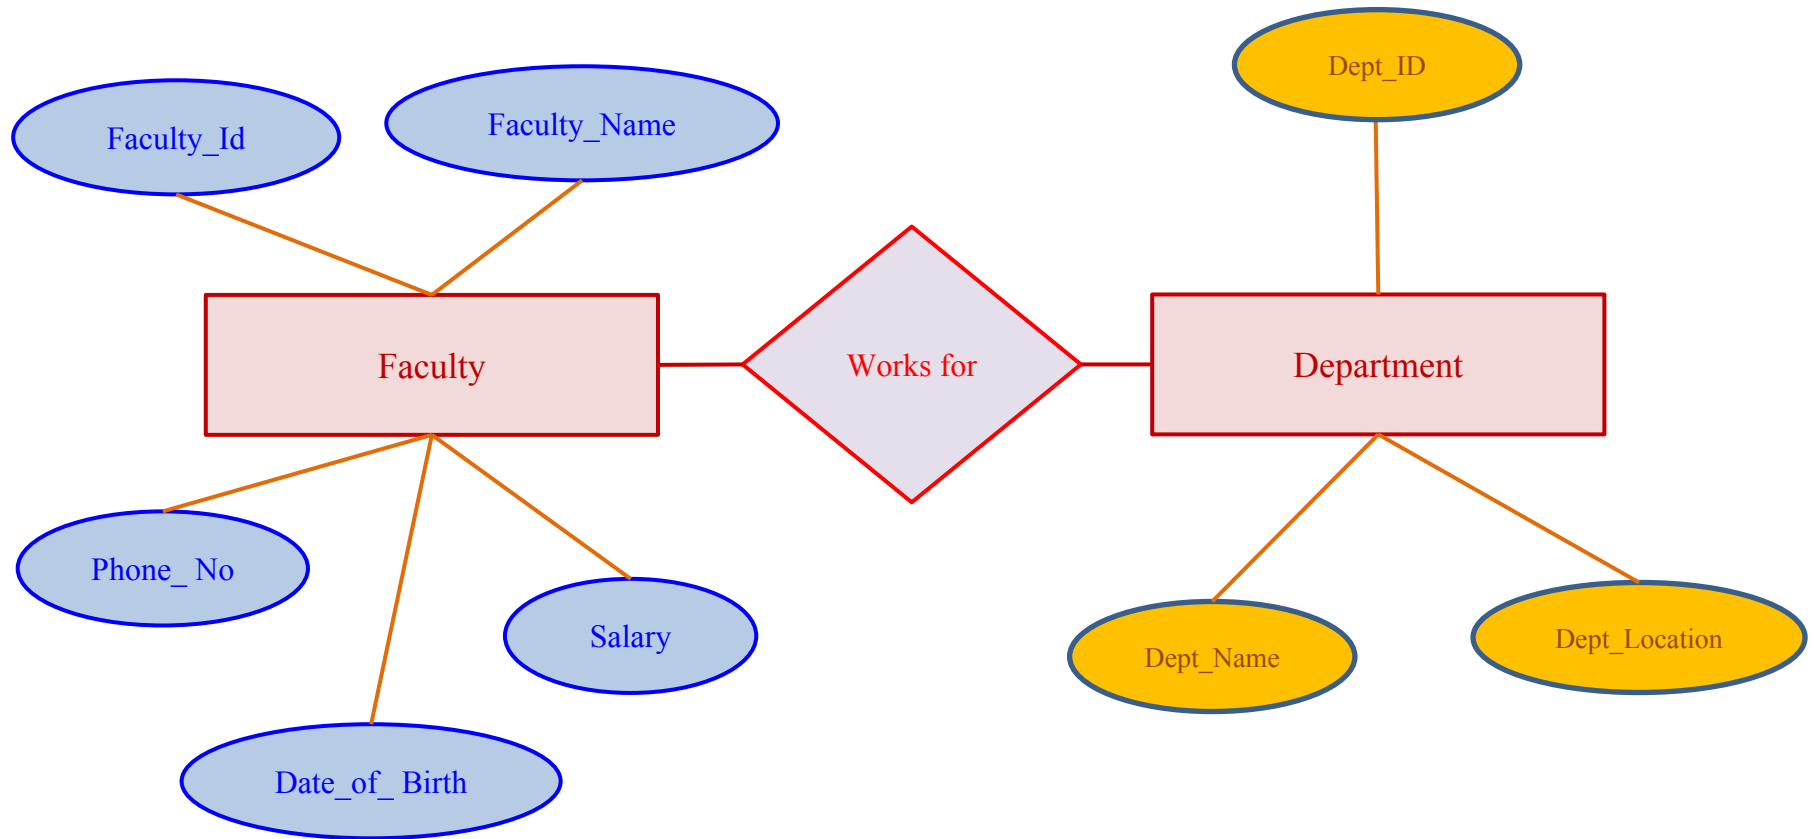 Dept_ID
Faculty_Id
Faculty_Name
Faculty
Works for
Department
Phone_ No
Salary
Dept_Name
Dept_Location
Date_of_ Birth